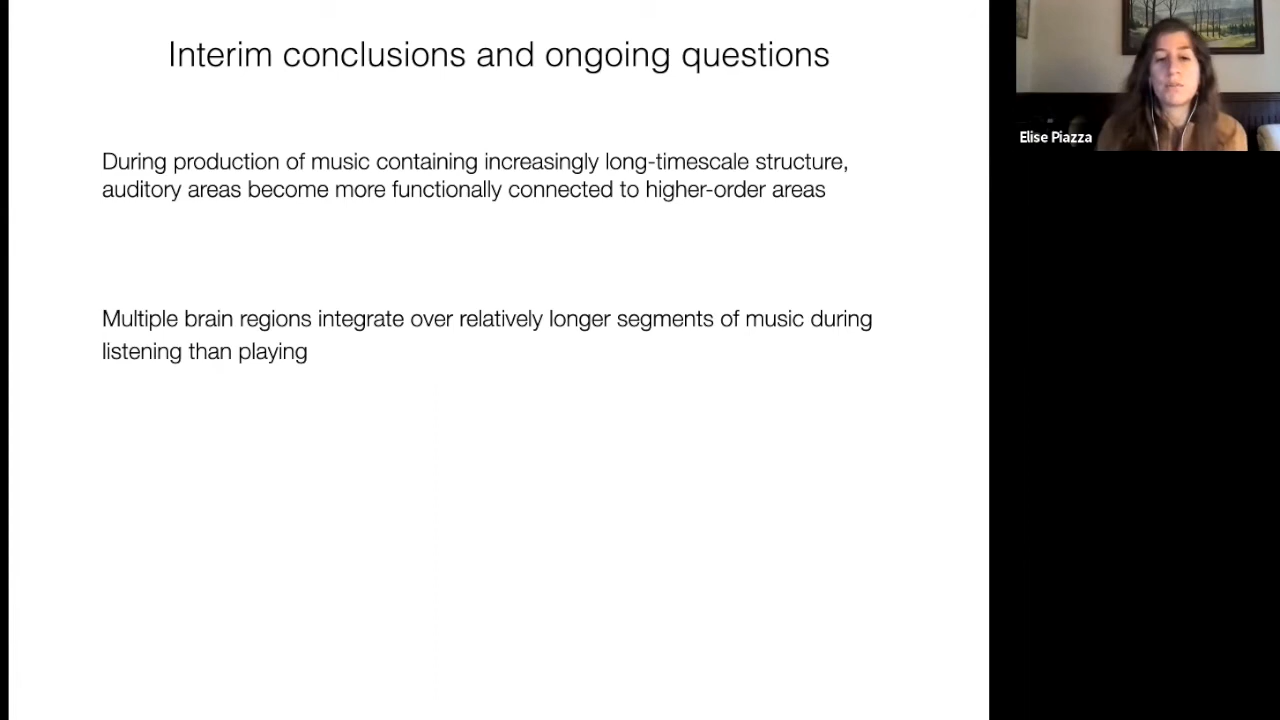 Interim conclusions and ongoing questions
During production of music containing increasingly long-timescale structure,
auditory areas become more functionally connected to higher-order areas
Multiple brain regions integrate over relatively longer segments of music during
listening than playing
Elise Piazza